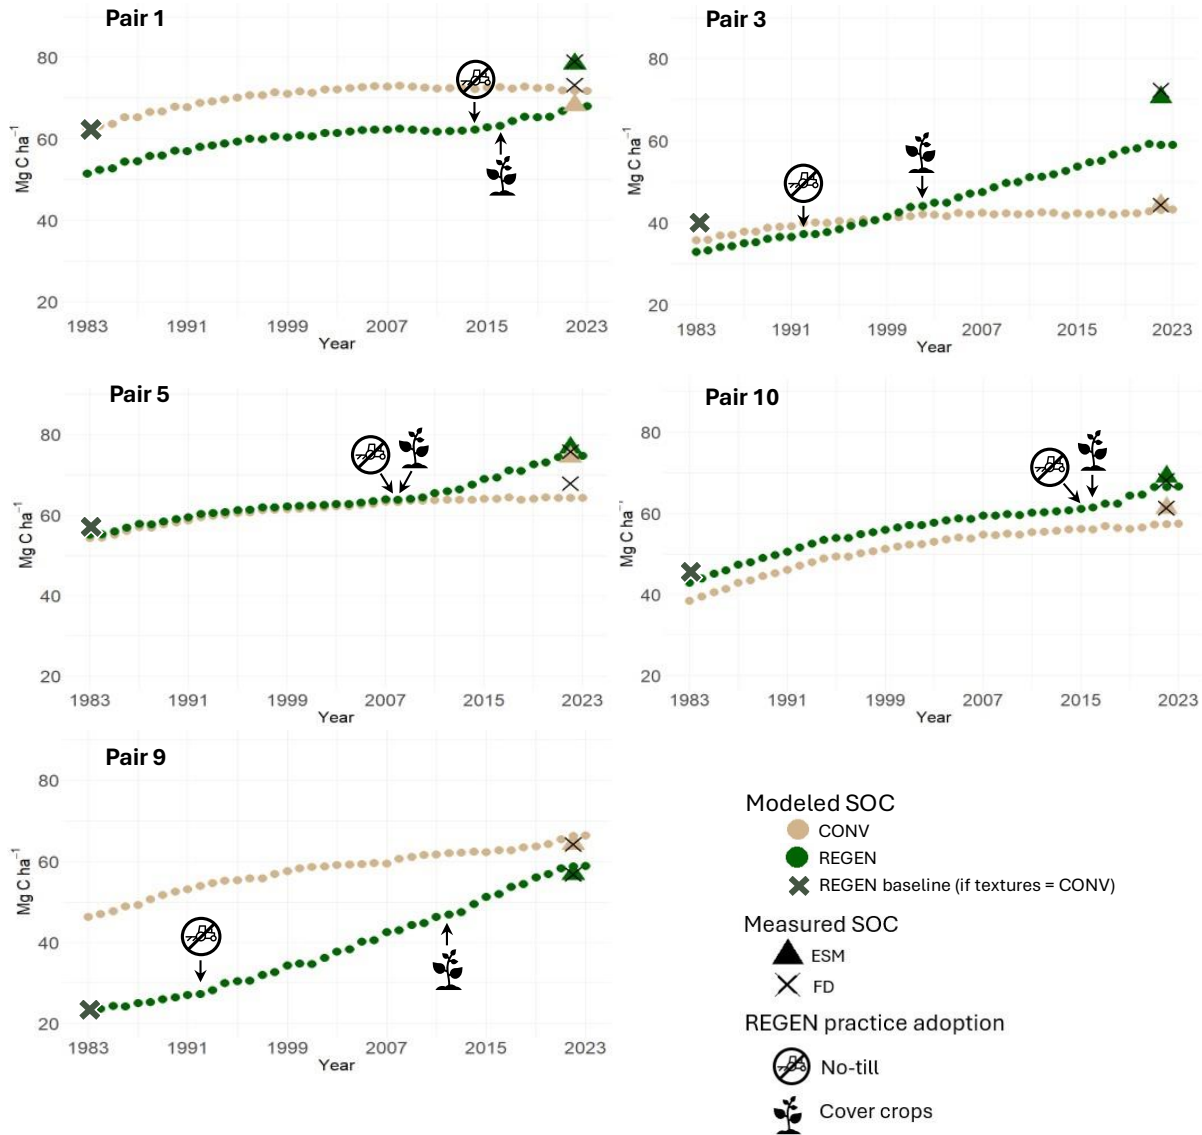 Pair 1
Mg C ha⁻¹
80
60
40
20
1983 1991 1999 2007 2015 2023
Year
Pair 3
Mg C ha⁻¹
80
60
40
20
1983 1991 1999 2007 2015 2023
Year
Pair 5
Mg C ha⁻¹
80
60
40
20
1983 1991 1999 2007 2015 2023
Year
Pair 10
Mg C ha⁻¹
80
60
40
20
1983 1991 1999 2007 2015 2023
Year
Pair 9
Mg C ha⁻¹
80
60
40
20
1983 1991 1999 2007 2015 2023
Year
Modeled SOC
CONV
REGEN
REGEN baseline (if textures = CONV)
Measured SOC
ESM
FD
REGEN practice adoption
No-till
Cover crops